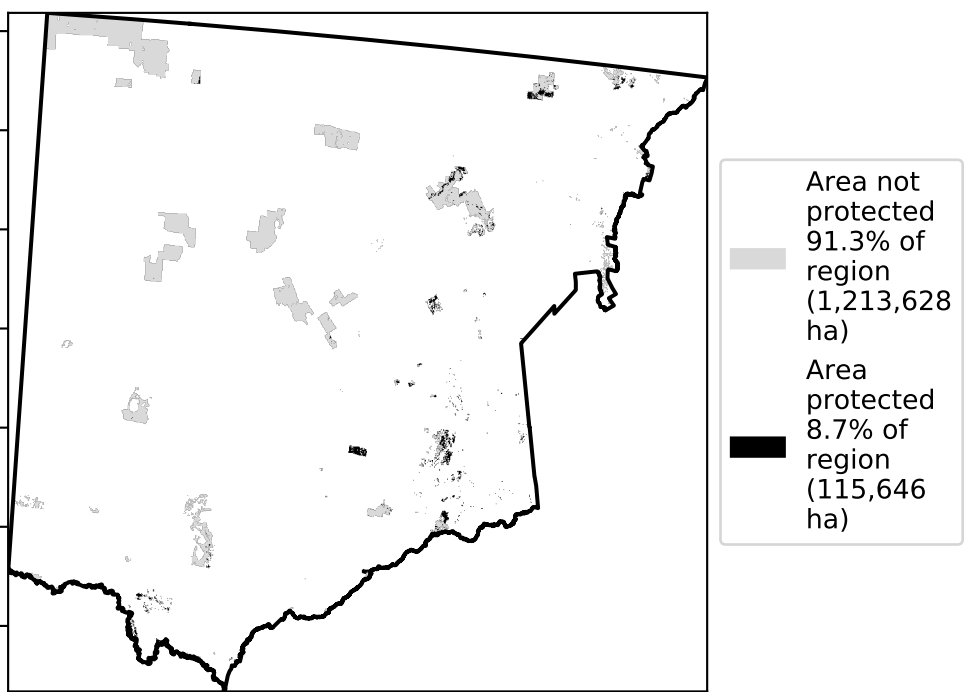 Area not
protected
91.3% of
region
(1,213,628
ha)
Area
protected
8.7% of
region
(115,646
ha)